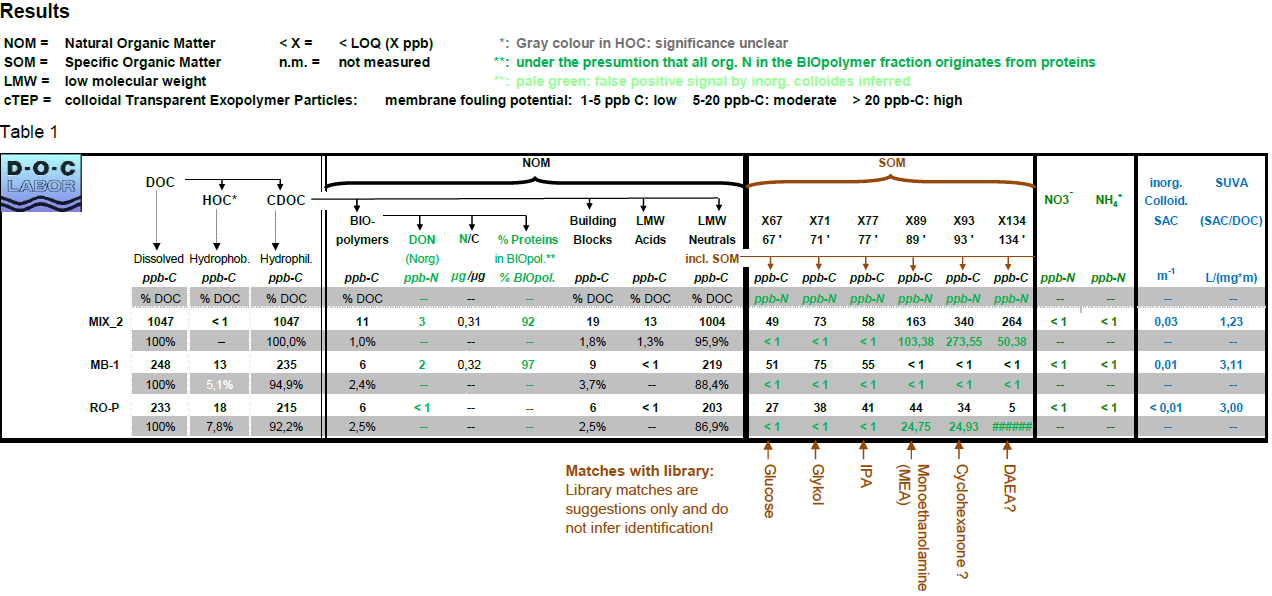 Results
NOM = Natural Organic Matter < X = < LOQ (X ppb) *: Gray colour in HOC: significance unclear
SOM = Specific Organic Matter n.m. = not measured **: under the presumtion that all org. N in the BIOpolymer fraction originates from proteins
LMW = low molecular weight **: pale green: false positive signal by inorg. colloides inferred
cTEP = colloidal Transparent Exopolymer Particles: membrane fouling potential: 1-5 ppb C: low 5-20 ppb-C: moderate > 20 ppb-C: high
Table 1
D-O-C
LABOR
NOM SOM
DOC inorg. SUVA
HOC* CDOC NO3⁻ NH₄⁺ Colloid.
BIO- Building LMW LMW X67 X71 X77 X89 X93 X134 SAC (SAC/DOC)
polymers DON N/C % Proteins Blocks Acids Neutrals 67 ' 71 ' 77 ' 89 ' 93 ' 134 '
Dissolved Hydrophob. Hydrophil. (Norg) in BIOpol.** incl. SOM
ppb-C ppb-C ppb-C ppb-C ppb-N µg/µg % BIOpol. ppb-C ppb-C ppb-C ppb-C ppb-C ppb-C ppb-C ppb-C ppb-C ppb-N ppb-N m⁻¹ L/(mg*m)
% DOC % DOC % DOC % DOC -- -- -- % DOC % DOC % DOC ppb-N ppb-N ppb-N ppb-N ppb-N ppb-N -- -- -- --
MIX_2 1047 < 1 1047 11 3 0,31 92 19 13 1004 49 73 58 163 340 264 < 1 < 1 0,03 1,23
100% -- 100,0% 1,0% -- -- -- 1,8% 1,3% 95,9% < 1 < 1 < 1 103,38 273,55 50,38 -- -- -- --
MB-1 248 13 235 6 2 0,32 97 9 < 1 219 51 75 55 < 1 < 1 < 1 < 1 < 1 0,01 3,11
100% 5,1% 94,9% 2,4% -- -- -- 3,7% -- 88,4% < 1 < 1 < 1 < 1 < 1 < 1 -- -- -- --
RO-P 233 18 215 6 < 1 -- -- 6 < 1 203 27 38 41 44 34 5 < 1 < 1 < 0,01 3,00
100% 7,8% 92,2% 2,5% -- -- -- 2,5% -- 86,9% < 1 < 1 < 1 24,75 24,93 ###### -- -- -- --
Matches with library:
Library matches are
suggestions only and do
not infer identification!
Glucose
Glykol
IPA
Monoethanolamine
(MEA)
Cyclohexanone ?
DAEA?